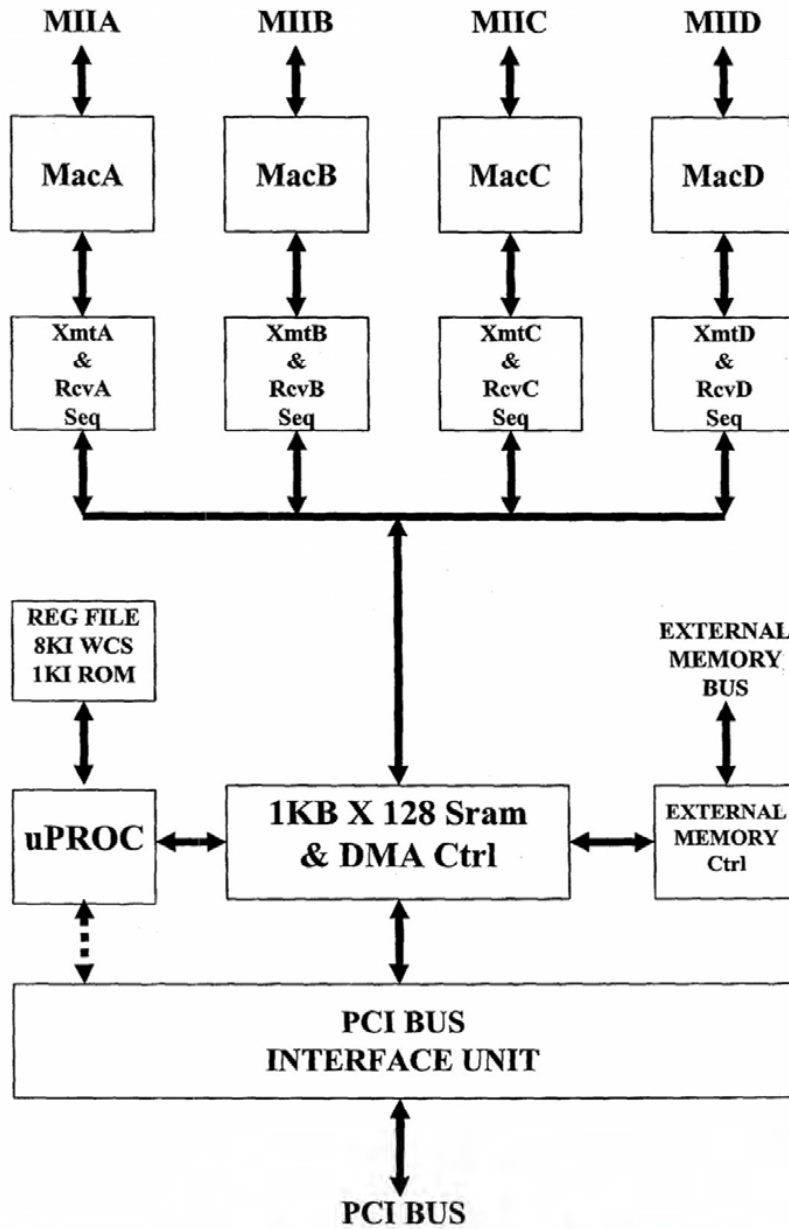 MIIA
MIIB
MIIC
MIID
MacA
MacB
MacC
MacD
XmtA
&
RcvA
Seq
XmtB
&
RcvB
Seq
XmtC
&
RcvC
Seq
XmtD
&
RcvD
Seq
REG FILE
8KI WCS
1KI ROM
EXTERNAL
MEMORY
BUS
uPROC
1KB X 128 Sram
& DMA Ctrl
EXTERNAL
MEMORY
Ctrl
PCI BUS
INTERFACE UNIT
PCI BUS